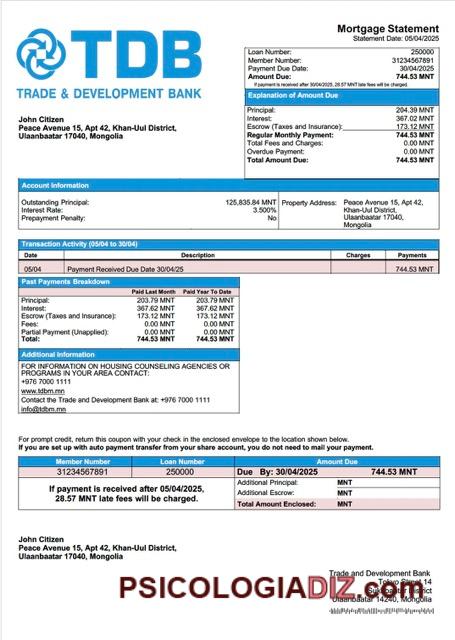 TDB
TRADE & DEVELOPMENT BANK
Mortgage Statement
Statement Date: 05/04/2025
Loan Number: 250000
Member Number: 31234567891
Payment Due Date: 30/04/2025
Amount Due: 744.53 MNT
If payment is received after 30/04/2025, 28.57 MNT late fees will be charged.
Explanation of Amount Due
Principal: 204.39 MNT
Interest: 367.02 MNT
Escrow (Taxes and Insurance): 173.12 MNT
Regular Monthly Payment: 744.53 MNT
Total Fees and Charges: 0.00 MNT
Overdue Payment: 0.00 MNT
Total Amount Due: 744.53 MNT
John Citizen
Peace Avenue 15, Apt 42, Khan-Uul District,
Ulaanbaatar 17040, Mongolia
Account Information
Outstanding Principal: 125,835.84 MNT
Interest Rate: 3.500%
Prepayment Penalty: No
Property Address: Peace Avenue 15, Apt 42,
Khan-Uul District,
Ulaanbaatar 17040,
Mongolia
Transaction Activity (05/04 to 30/04)
Date Description Charges Payments
05/04 Payment Received Due Date 30/04/25 744.53 MNT
Past Payments Breakdown
Paid Last Month Paid Year To Date
Principal: 203.79 MNT 203.79 MNT
Interest: 367.62 MNT 367.62 MNT
Escrow (Taxes and Insurance): 173.12 MNT 173.12 MNT
Fees: 0.00 MNT 0.00 MNT
Partial Payment (Unapplied): 0.00 MNT 0.00 MNT
Total: 744.53 MNT 744.53 MNT
Additional Information
FOR INFORMATION ON HOUSING COUNSELING AGENCIES OR
PROGRAMS IN YOUR AREA CONTACT:
+976 7000 1111
www.tdbm.mn
Contact the Trade and Development Bank at: +976 7000 1111
info@tdbm.mn
For prompt credit, return this coupon with your check in the enclosed envelope to the location shown below.
If you are set up with auto payment transfer from your share account, you do not need to mail your payment.
Member Number Loan Number Amount Due
31234567891 250000 Due By: 30/04/2025 744.53 MNT
If payment is received after 05/04/2025,
28.57 MNT late fees will be charged.
Additional Principal: MNT
Additional Escrow: MNT
Total Amount Enclosed: MNT
John Citizen
Peace Avenue 15, Apt 42, Khan-Uul District,
Ulaanbaatar 17040, Mongolia
Trade and Development Bank
Street 14
District
Ulaanbaatar 14240, Mongolia
PSICOLOGIADIZ.com